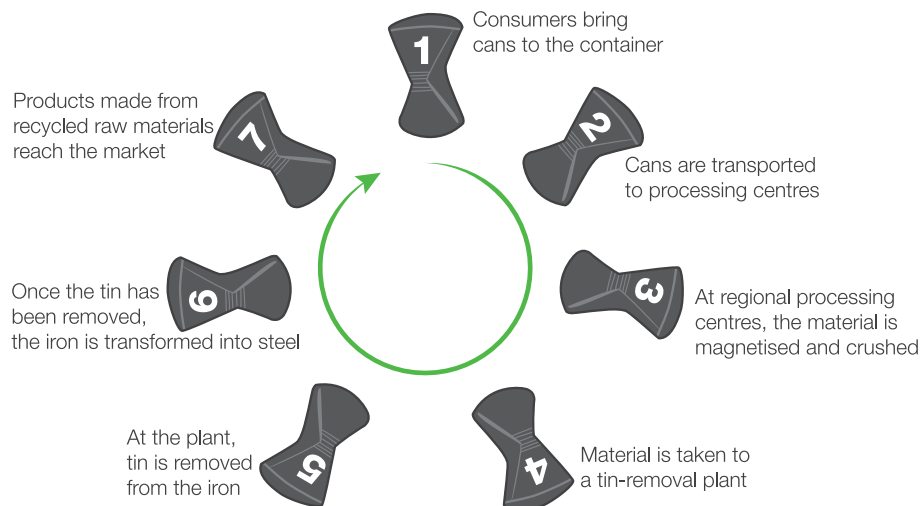 1
Consumers bring
cans to the container
2
Cans are transported
to processing centres
3
At regional processing
centres, the material is
magnetised and crushed
4
Material is taken to
a tin-removal plant
5
At the plant,
tin is removed
from the iron
6
Once the tin has
been removed,
the iron is transformed into steel
7
Products made from
recycled raw materials
reach the market